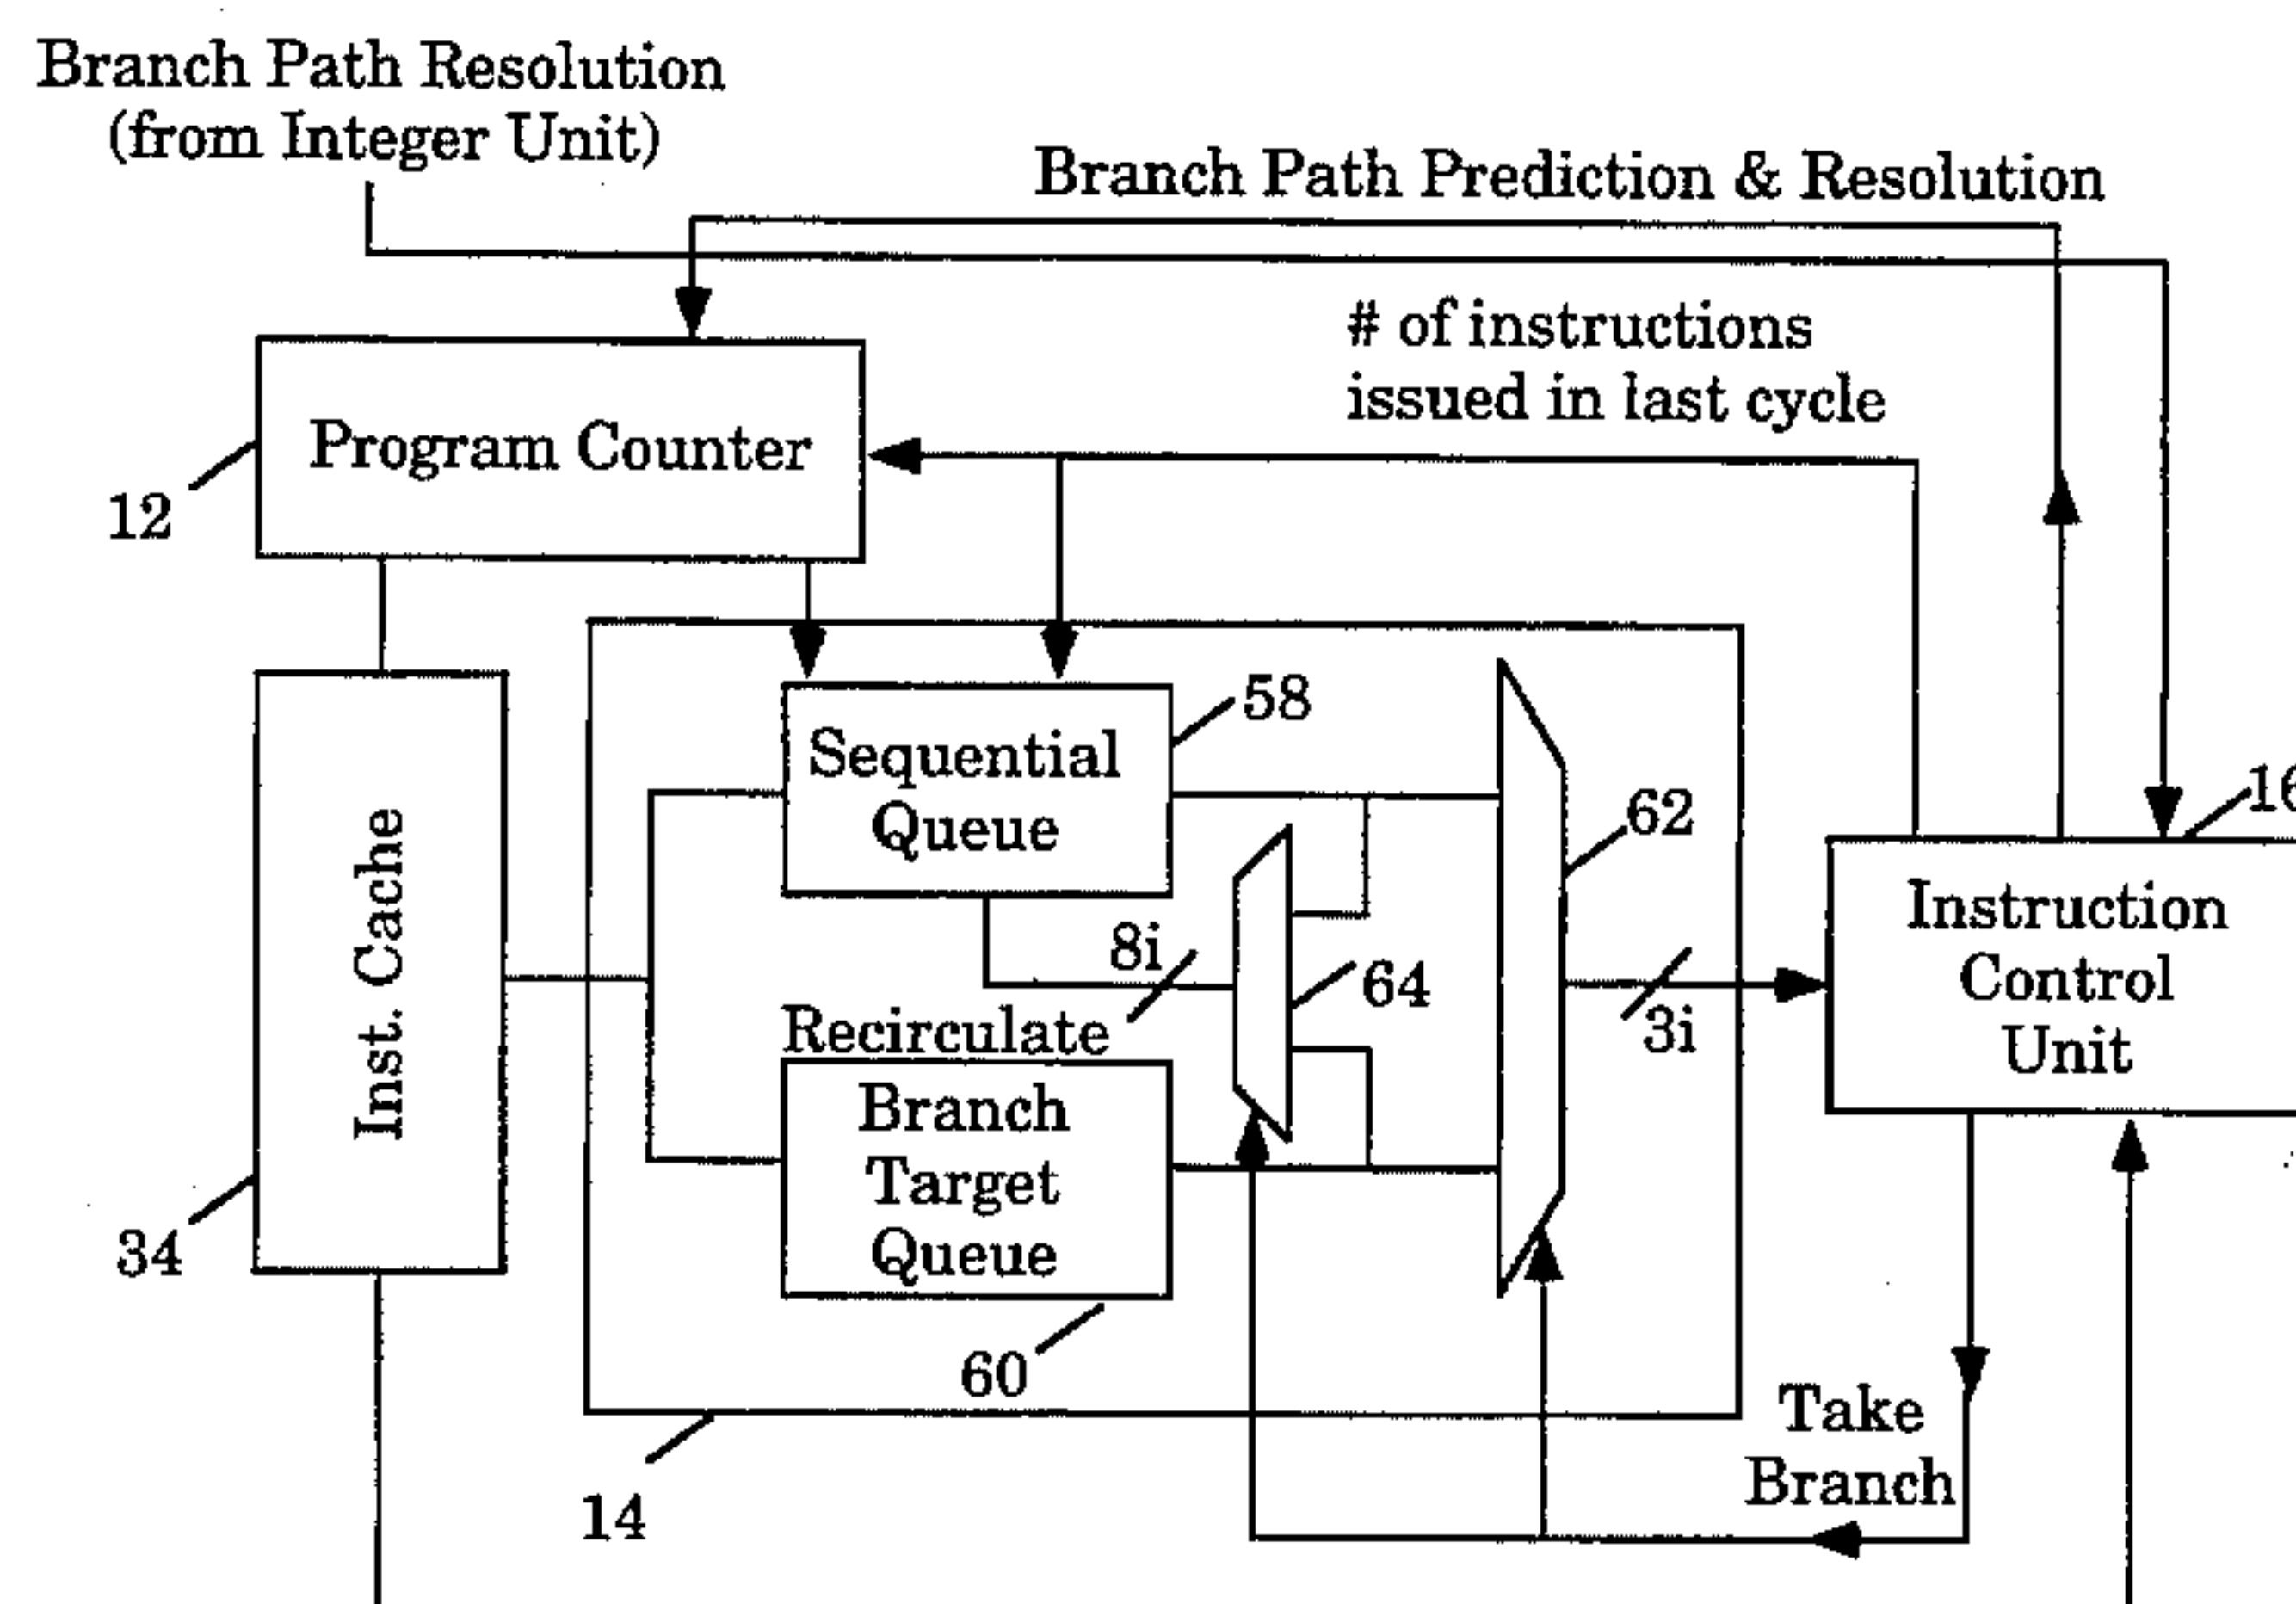 Branch Path Resolution
(from Integer Unit)
Branch Path Prediction & Resolution
# of instructions
issued in last cycle
Program Counter
12
58
Sequential
Queue
62
Inst. Cache
8i
64
Recirculate
3i
Instruction
Control
Unit
Branch
Target
Queue
34
60
14
Take
Branch